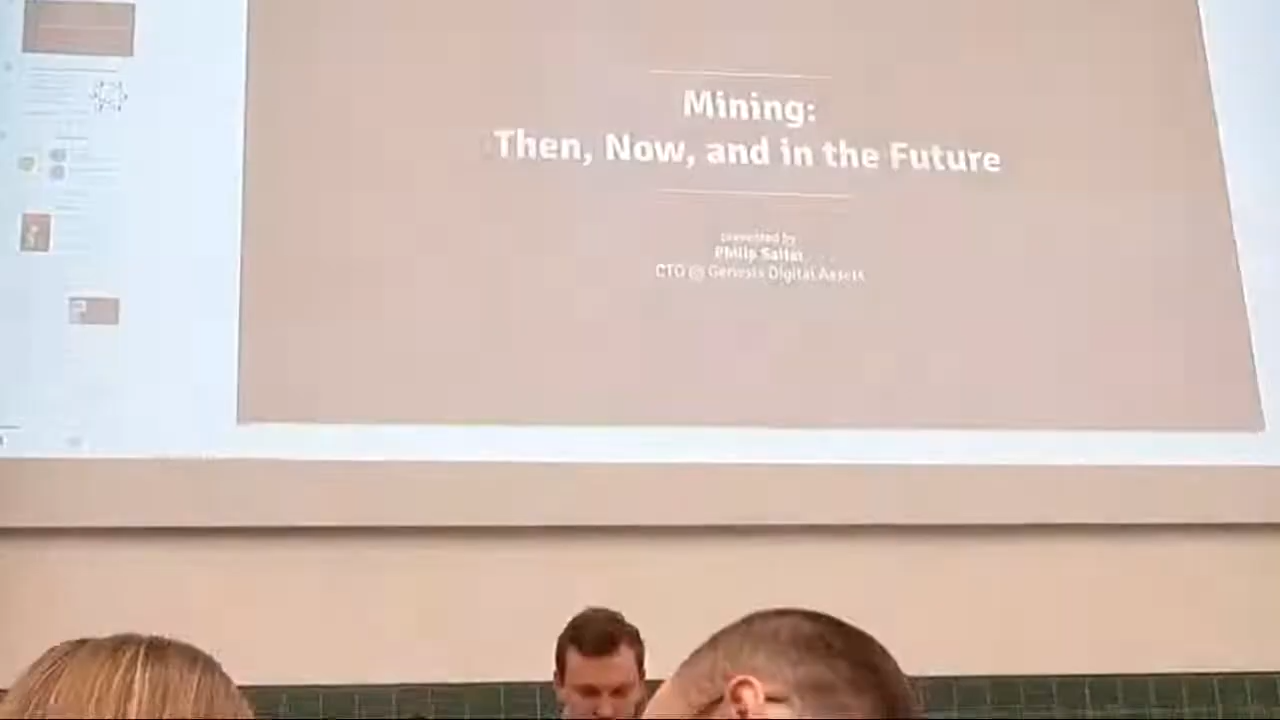 Mining:
Then, Now, and in the Future
presented by
Philip Salter
CTO @ Genesis Digital Assets